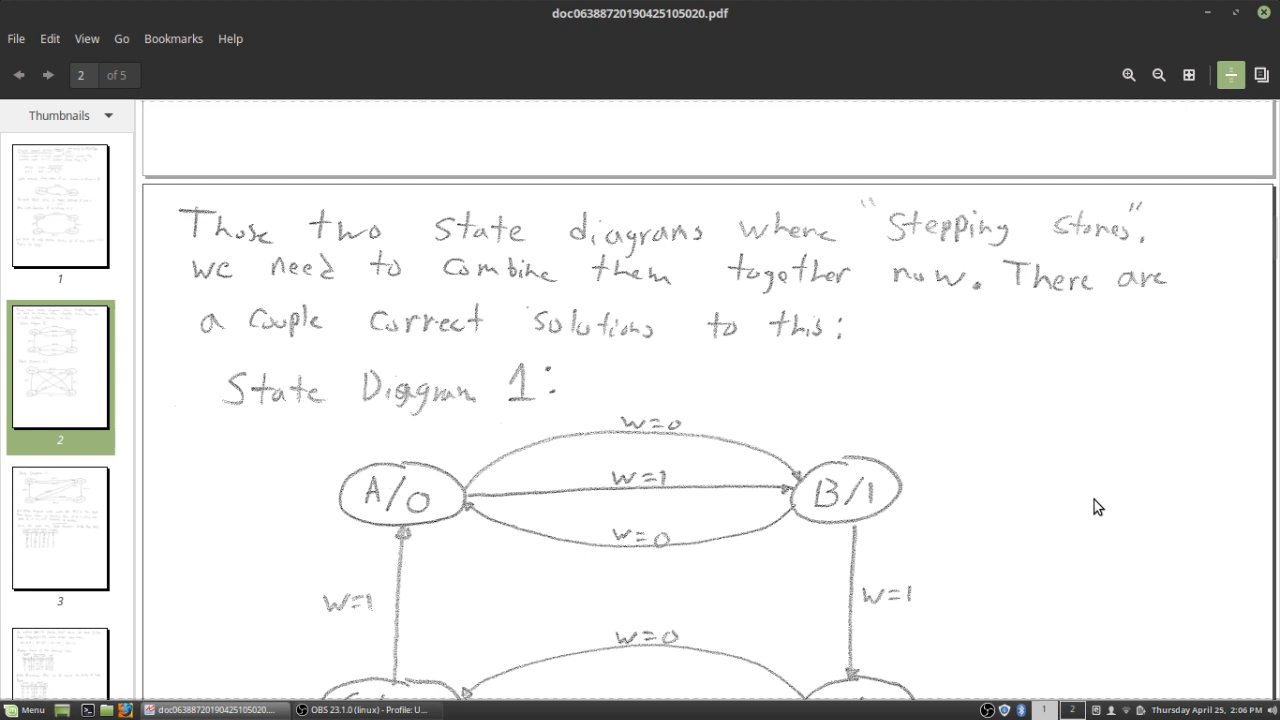 doc06388720190425105020.pdf
File Edit View Go Bookmarks Help
2 of 5
Thumbnails
1
2
3
Those two state diagrams where "stepping stones".
we need to combine them together now. There are
a couple correct solutions to this:
State Diagram 1:
w=0
A/0
w=1
B/1
w=0
w=1
w=1
w=0
Menu
doc06388720190425105020....
OBS 23.1.0 (linux) - Profile: U...
1
2
Thursday April 25, 2:06 PM